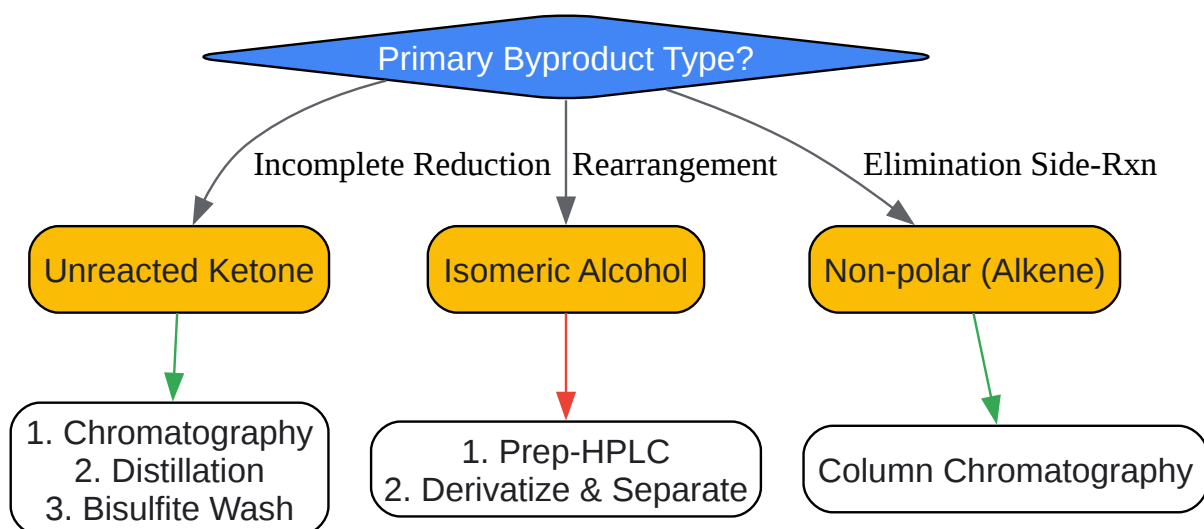 Primary Byproduct Type?
Incomplete Reduction
Rearrangement
Elimination Side-Rxn
Unreacted Ketone
Isomeric Alcohol
Non-polar (Alkene)
1. Chromatography
2. Distillation
3. Bisulfite Wash
1. Prep-HPLC
2. Derivatize & Separate
Column Chromatography